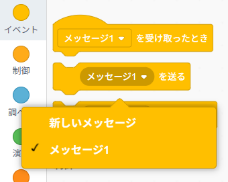 イベント
メッセージ1 を受け取ったとき
制御
メッセージ1 を送る
調べ
新しいメッセージ
✓ メッセージ1
演